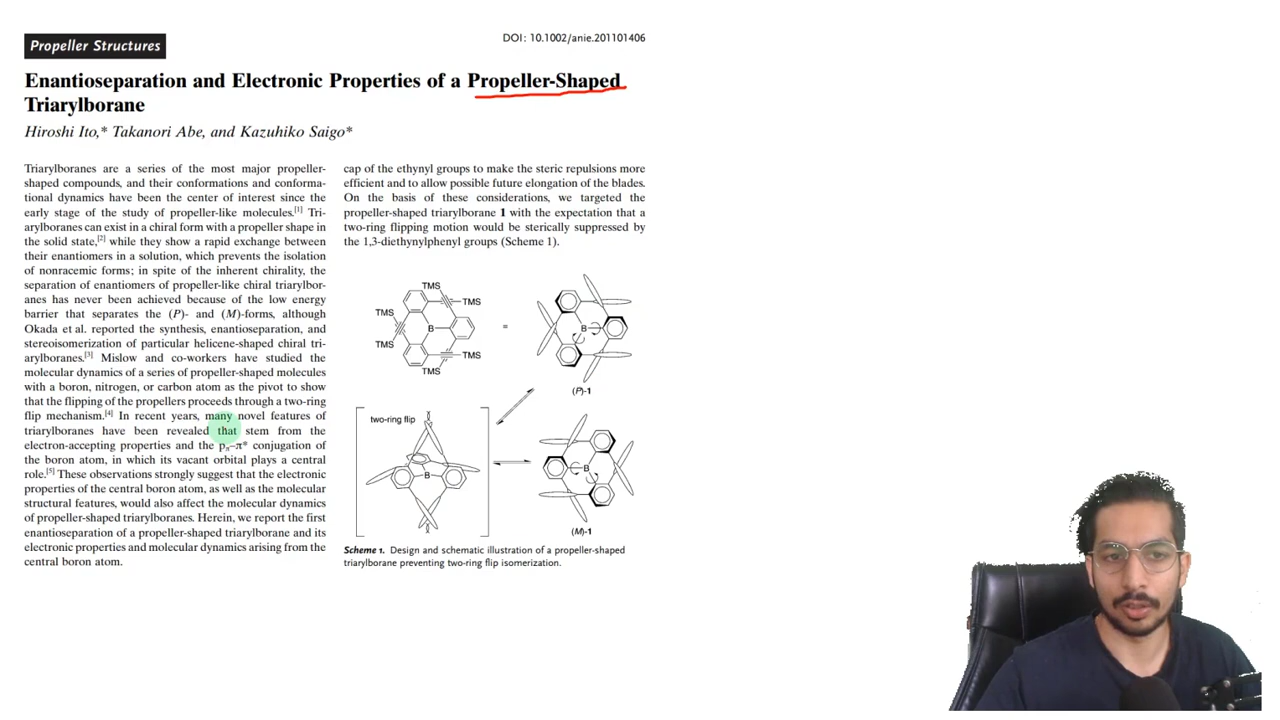 DOI: 10.1002/anie.201101406
Propeller Structures
Enantioseparation and Electronic Properties of a Propeller-Shaped
Triarylborane
Hiroshi Ito,* Takanori Abe, and Kazuhiko Saigo*
Triarylboranes are a series of the most major propeller-
shaped compounds, and their conformations and conforma-
tional dynamics have been the center of interest since the
early stage of the study of propeller-like molecules.[1] Tri-
arylboranes can exist in a chiral form with a propeller shape in
the solid state,[2] while they show a rapid exchange between
their enantiomers in a solution, which prevents the isolation
of nonracemic forms; in spite of the inherent chirality, the
separation of enantiomers of propeller-like chiral triarylbor-
anes has never been achieved because of the low energy
barrier that separates the (P)- and (M)-forms, although
Okada et al. reported the synthesis, enantioseparation, and
stereoisomerization of particular helicene-shaped chiral tri-
arylboranes.[3] Mislow and co-workers have studied the
molecular dynamics of a series of propeller-shaped molecules
with a boron, nitrogen, or carbon atom as the pivot to show
that the flipping of the propellers proceeds through a two-ring
flip mechanism.[4] In recent years, many novel features of
triarylboranes have been revealed that stem from the
electron-accepting properties and the pπ–π* conjugation of
the boron atom, in which its vacant orbital plays a central
role.[5] These observations strongly suggest that the electronic
properties of the central boron atom, as well as the molecular
structural features, would also affect the molecular dynamics
of propeller-shaped triarylboranes. Herein, we report the first
enantioseparation of a propeller-shaped triarylborane and its
electronic properties and molecular dynamics arising from the
central boron atom.
cap of the ethynyl groups to make the steric repulsions more
efficient and to allow possible future elongation of the blades.
On the basis of these considerations, we targeted the
propeller-shaped triarylborane 1 with the expectation that a
two-ring flipping motion would be sterically suppressed by
the 1,3-diethynylphenyl groups (Scheme 1).
TMS
TMS
TMS
B
=
B
TMS
TMS
TMS
(P)-1
two-ring flip
B
B
(M)-1
Scheme 1. Design and schematic illustration of a propeller-shaped
triarylborane preventing two-ring flip isomerization.